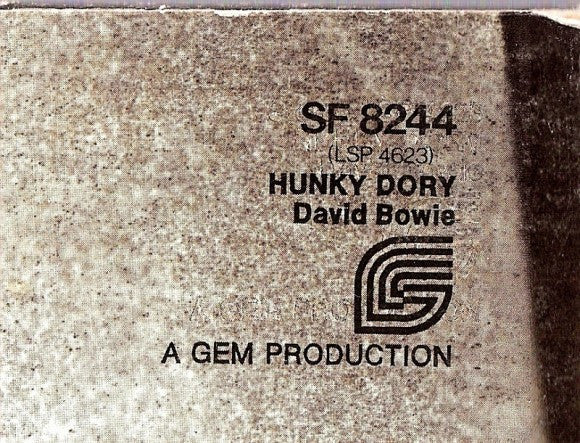 SF 8244
(LSP 4623)
HUNKY DORY
David Bowie
A GEM PRODUCTION